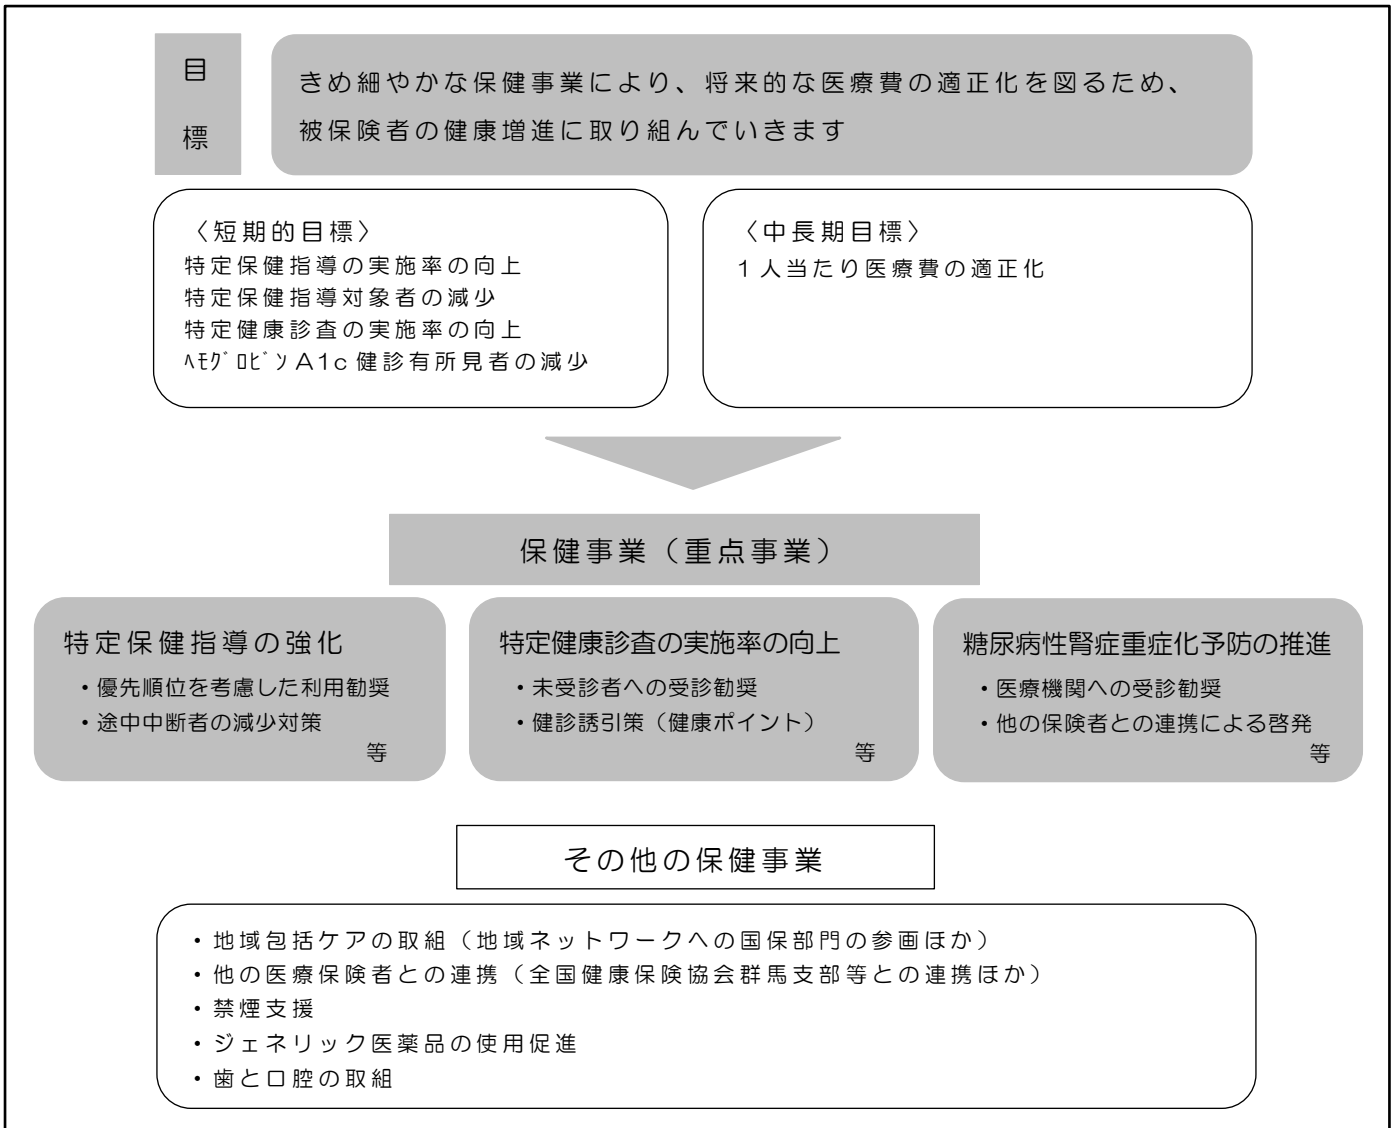 目標
きめ細やかな保健事業により、将来的な医療費の適正化を図るため、
被保険者の健康増進に取り組んでいきます
〈短期的目標〉
特定保健指導の実施率の向上
特定保健指導対象者の減少
特定健康診査の実施率の向上
ﾍﾓｸﾞﾛﾋﾞﾝA1c健診有所見者の減少
〈中長期目標〉
1人当たり医療費の適正化
保健事業（重点事業）
特定保健指導の強化
・優先順位を考慮した利用勧奨
・途中中断者の減少対策
等
特定健康診査の実施率の向上
・未受診者への受診勧奨
・健診誘引策（健康ポイント）
等
糖尿病性腎症重症化予防の推進
・医療機関への受診勧奨
・他の保険者との連携による啓発
等
その他の保健事業
・地域包括ケアの取組（地域ネットワークへの国保部門の参画ほか）
・他の医療保険者との連携（全国健康保険協会群馬支部等との連携ほか）
・禁煙支援
・ジェネリック医薬品の使用促進
・歯と口腔の取組